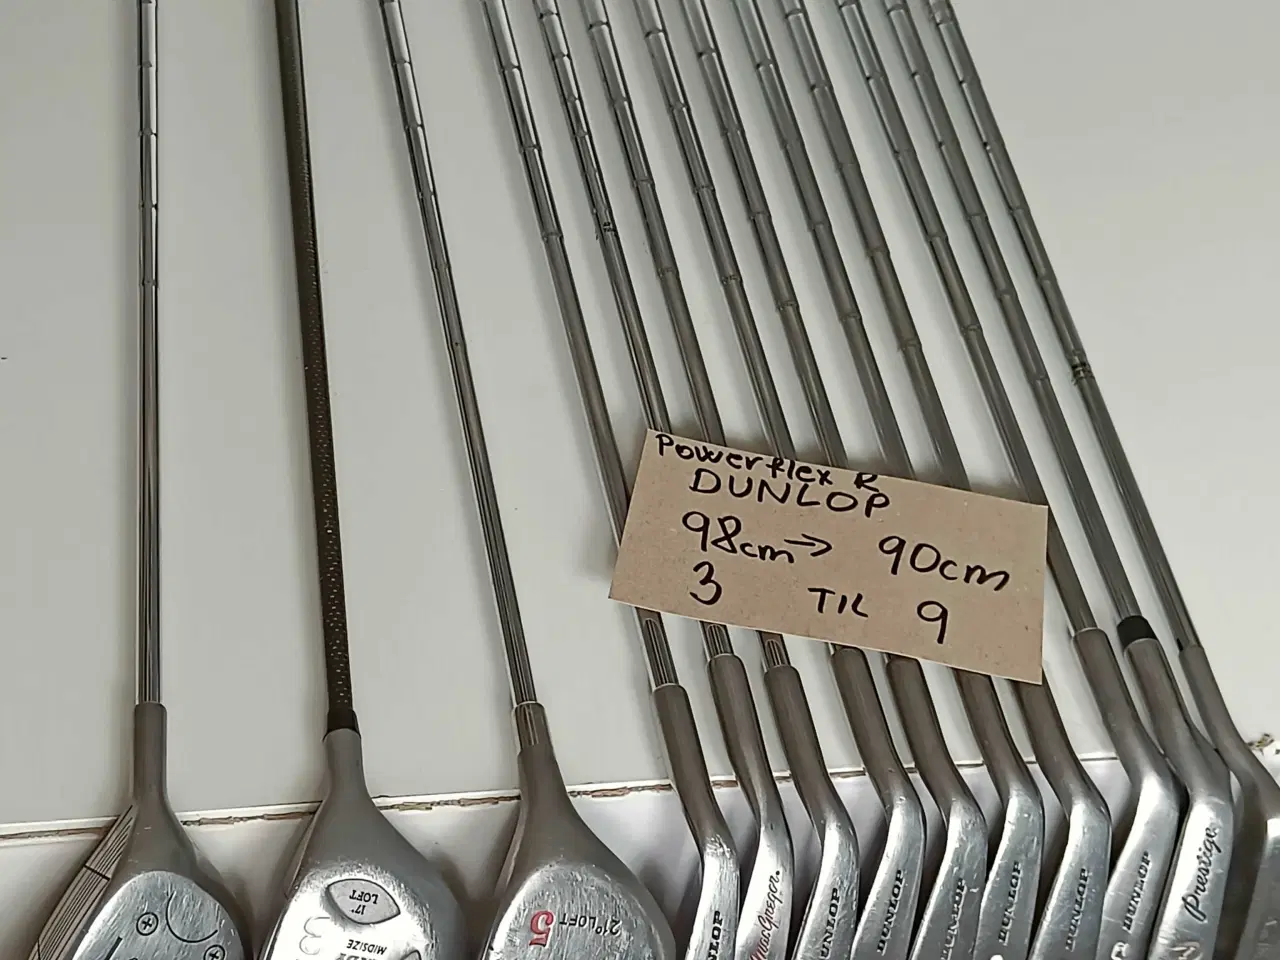 Powerflex R
DUNLOP
98cm → 90cm
3 TIL 9
17° LOFT
MIDSIZE
21° LOFT
5
MacGregor
DUNLOP
DUNLOP
DUNLOP
DUNLOP
DUNLOP
DUNLOP
Prestige